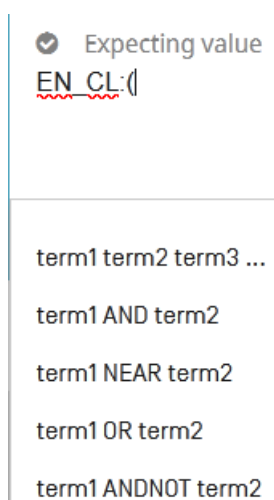 Expecting value
EN_CL:(
term1 term2 term3 ...
term1 AND term2
term1 NEAR term2
term1 OR term2
term1 ANDNOT term2